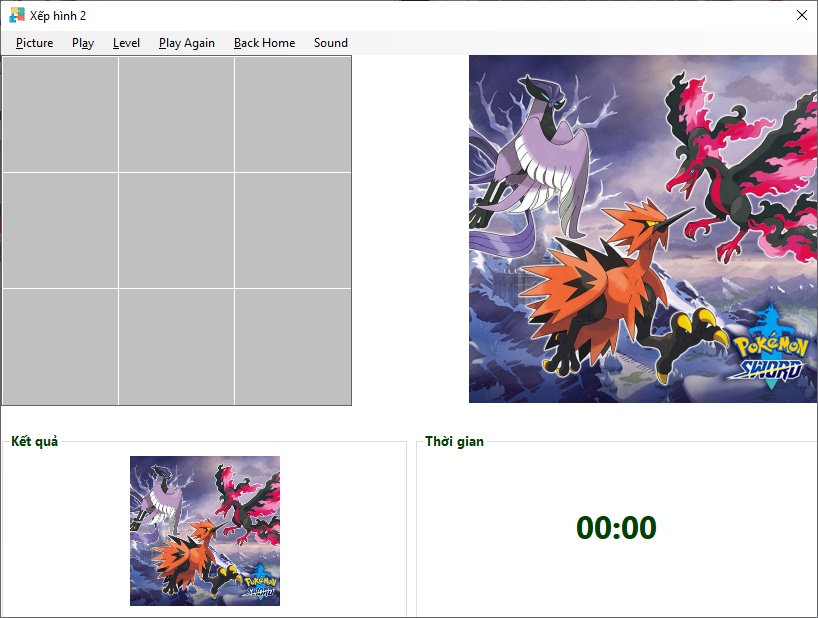 Xếp hình 2
Picture Play Level Play Again Back Home Sound
POKÉMON
SWORD
Kết quả
Thời gian
POKÉMON
SWORD
00:00